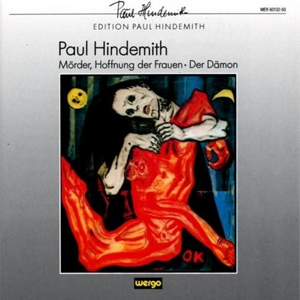 Paul Hindemith
WER 60132-50
EDITION PAUL HINDEMITH
Paul Hindemith
Mörder, Hoffnung der Frauen · Der Dämon
OK
wergo